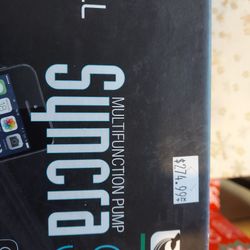 Syncra
MULTIFUNCTION PUMP
$274.99